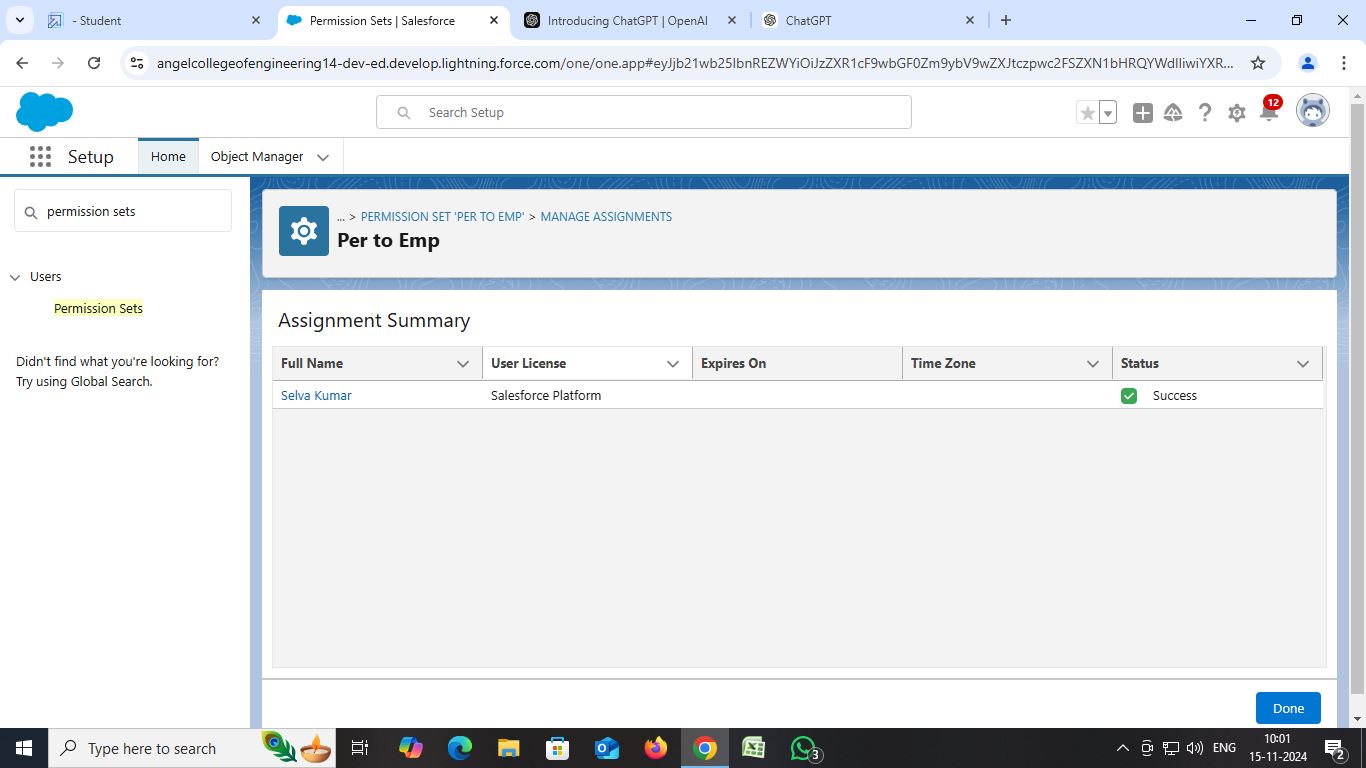 - Student
Permission Sets | Salesforce
Introducing ChatGPT | OpenAI
ChatGPT
angelcollegeofengineering14-dev-ed.develop.lightning.force.com/one/one.app#eyJjb21wb25lbnREZWYiOiJzZXR1cF9wbGF0Zm9ybV9wZXJtczpwc2FSZXN1bHRQYWdlIiwiYXR...
Search Setup
12
Setup
Home
Object Manager
permission sets
Users
Permission Sets
Didn't find what you're looking for?
Try using Global Search.
... > PERMISSION SET 'PER TO EMP' > MANAGE ASSIGNMENTS
Per to Emp
Assignment Summary
Full Name User License Expires On Time Zone Status
Selva Kumar Salesforce Platform Success
Done
Type here to search
3
ENG
10:01
15-11-2024
2